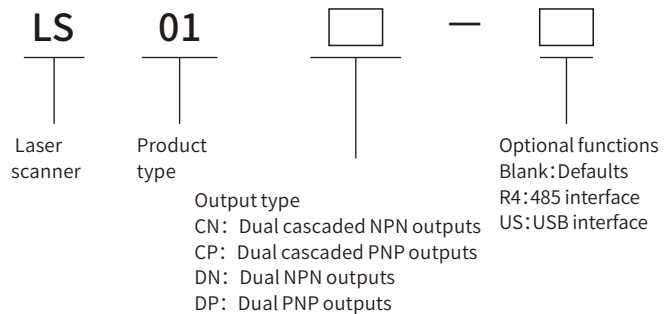 LS 01 —
Laser
scanner
Product
type
Output type
CN：Dual cascaded NPN outputs
CP：Dual cascaded PNP outputs
DN：Dual NPN outputs
DP：Dual PNP outputs
Optional functions
Blank：Defaults
R4：485 interface
US：USB interface